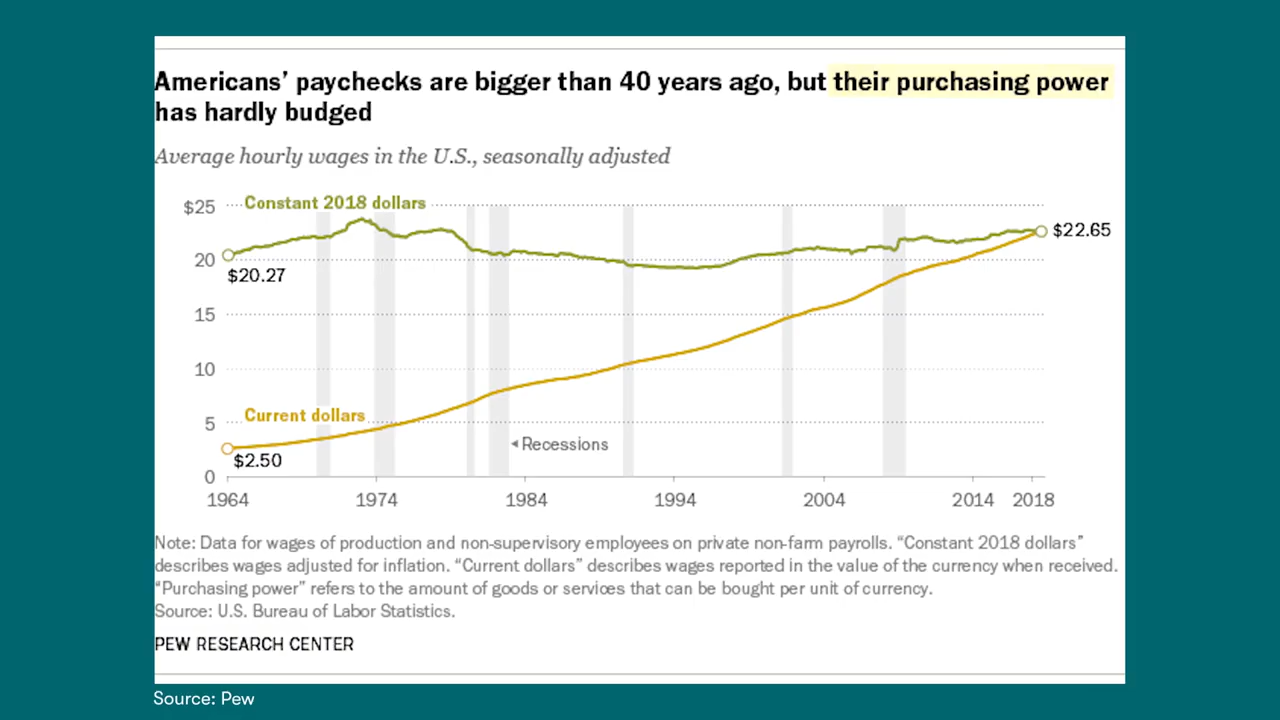 Americans’ paychecks are bigger than 40 years ago, but their purchasing power
has hardly budged
Average hourly wages in the U.S., seasonally adjusted
$25
Constant 2018 dollars
$22.65
20
$20.27
15
10
Current dollars
5
◄Recessions
$2.50
0
1964 1974 1984 1994 2004 2014 2018
Note: Data for wages of production and non-supervisory employees on private non-farm payrolls. “Constant 2018 dollars”
describes wages adjusted for inflation. “Current dollars” describes wages reported in the value of the currency when received.
“Purchasing power” refers to the amount of goods or services that can be bought per unit of currency.
Source: U.S. Bureau of Labor Statistics.
PEW RESEARCH CENTER
Source: Pew